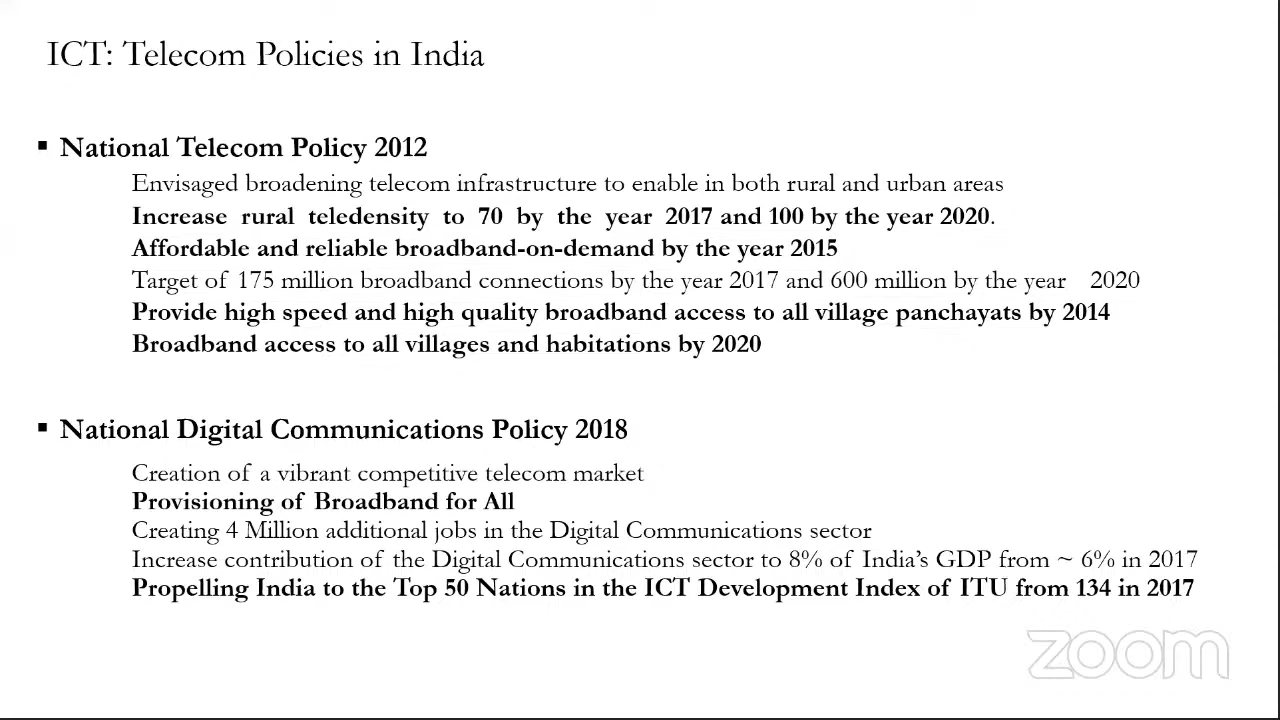 ICT: Telecom Policies in India
▪ National Telecom Policy 2012
Envisaged broadening telecom infrastructure to enable in both rural and urban areas
Increase rural teledensity to 70 by the year 2017 and 100 by the year 2020.
Affordable and reliable broadband-on-demand by the year 2015
Target of 175 million broadband connections by the year 2017 and 600 million by the year 2020
Provide high speed and high quality broadband access to all village panchayats by 2014
Broadband access to all villages and habitations by 2020
▪ National Digital Communications Policy 2018
Creation of a vibrant competitive telecom market
Provisioning of Broadband for All
Creating 4 Million additional jobs in the Digital Communications sector
Increase contribution of the Digital Communications sector to 8% of India's GDP from ~ 6% in 2017
Propelling India to the Top 50 Nations in the ICT Development Index of ITU from 134 in 2017
zoom